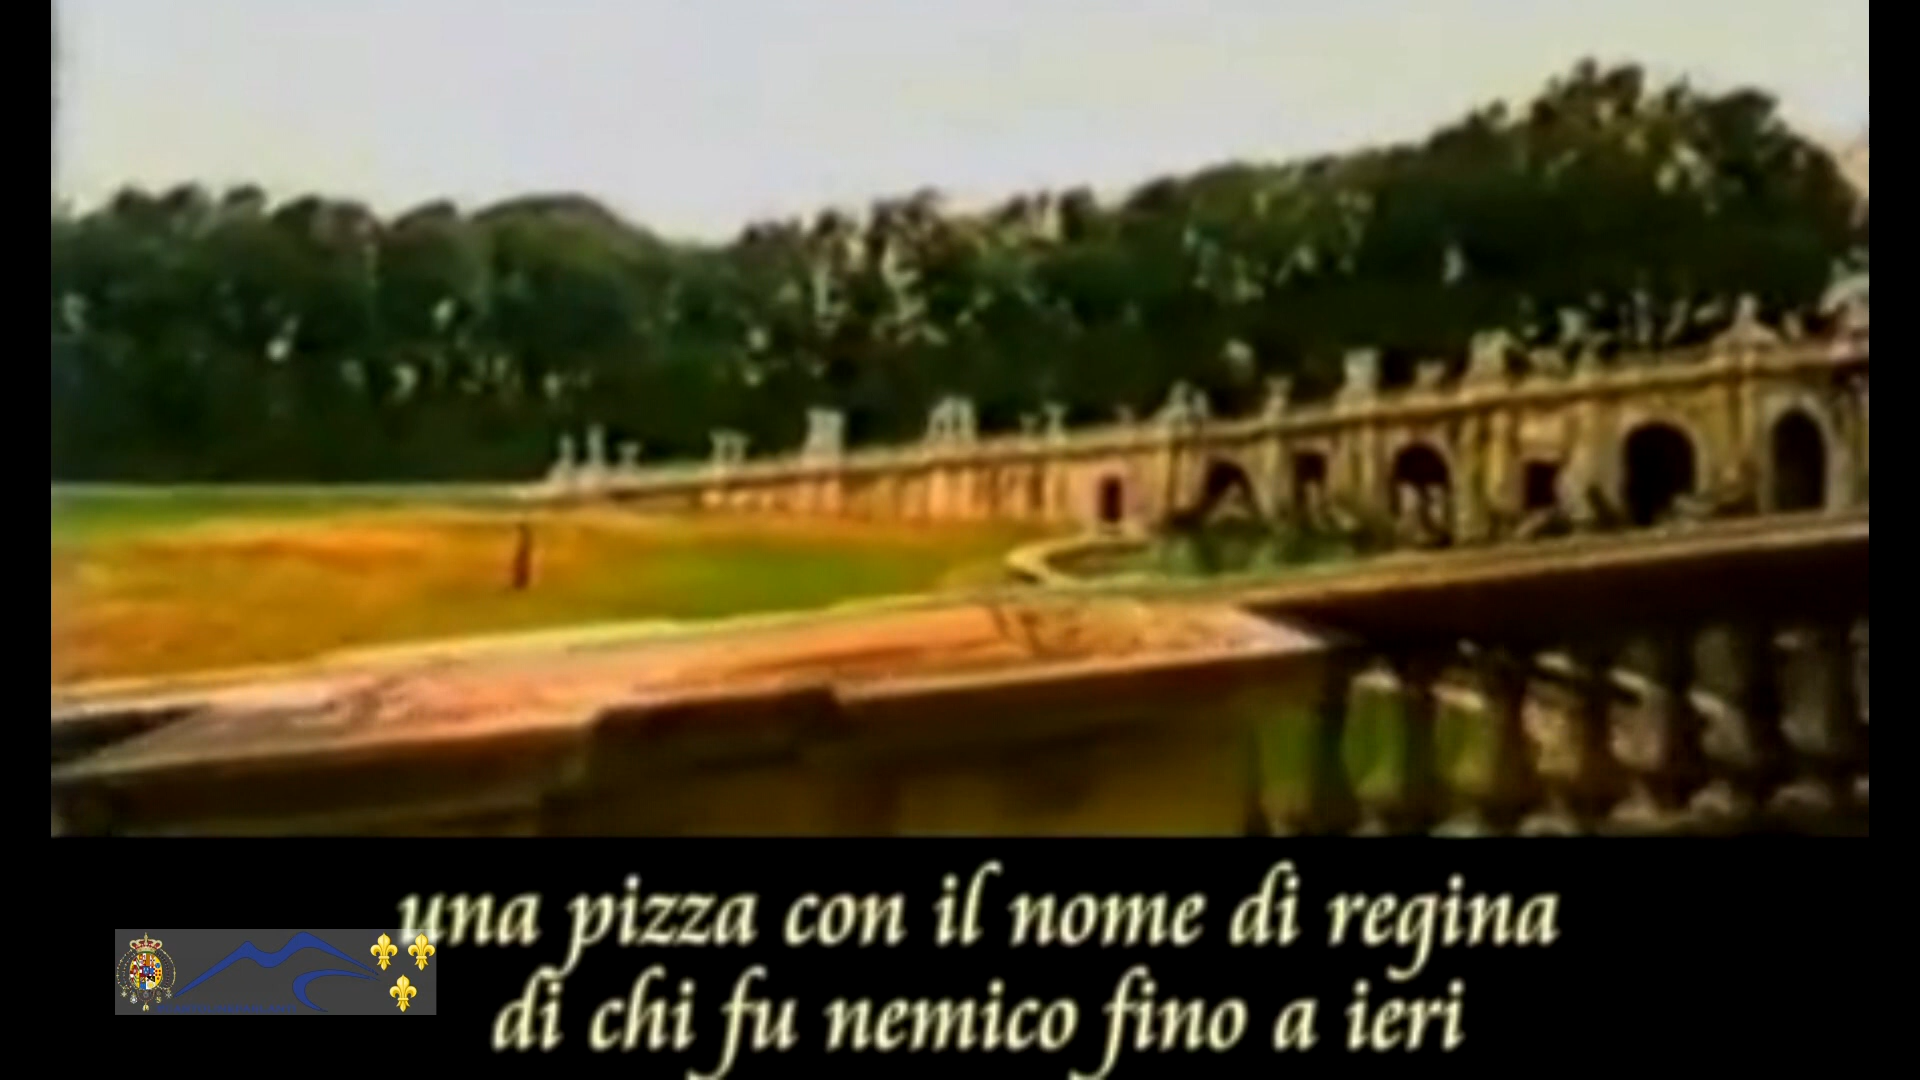 una pizza con il nome di regina
di chi fu nemico fino a ieri